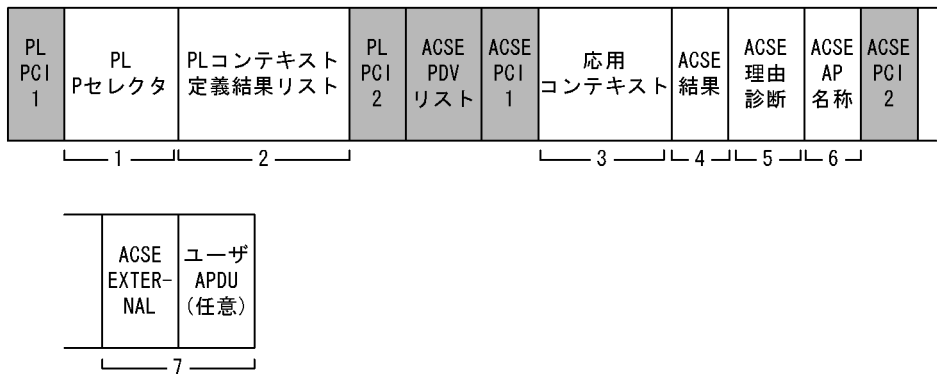 PL
PCI
1
PL
Pセレクタ
PLコンテキスト
定義結果リスト
PL
PCI
2
ACSE
PDV
リスト
ACSE
PCI
1
応用
コンテキスト
ACSE
結果
ACSE
理由
診断
ACSE
AP
名称
ACSE
PCI
2
1
2
3
4
5
6
ACSE
EXTER-
NAL
ユーザ
APDU
(任意)
7